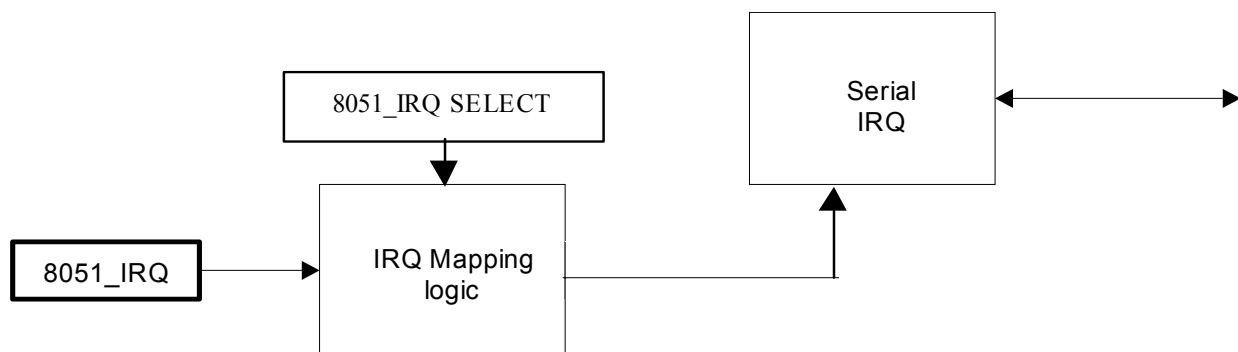 8051_IRQ SELECT
Serial
IRQ
8051_IRQ
IRQ Mapping
logic